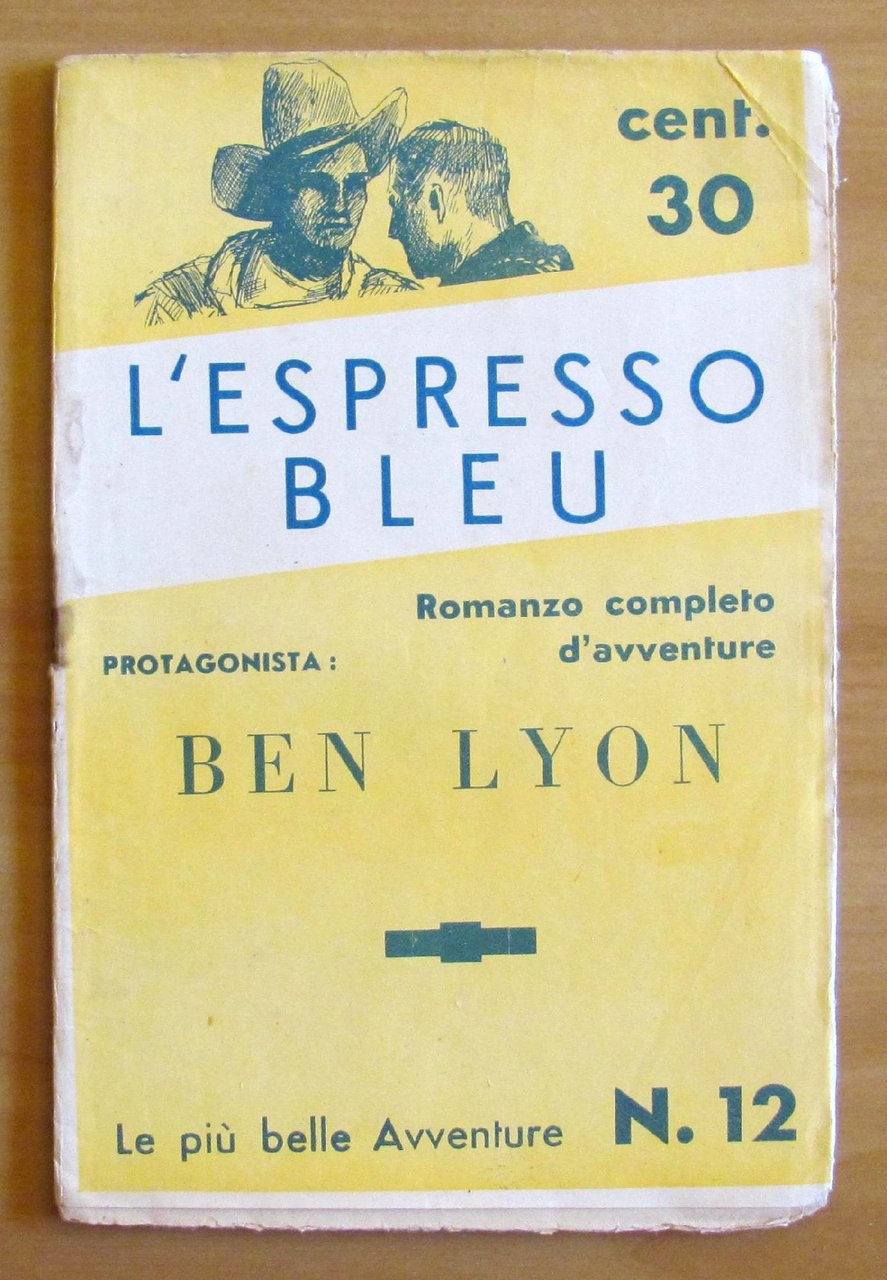 cent.
30
L'ESPRESSO
BLEU
Romanzo completo
d'avventure
PROTAGONISTA:
BEN LYON
Le più belle Avventure N. 12